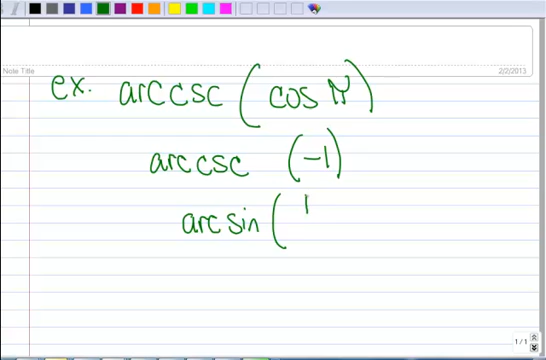 Note Title
2/2/2013
ex. arccsc (cos π)
arccsc (-1)
arcsin ( 1
1/1